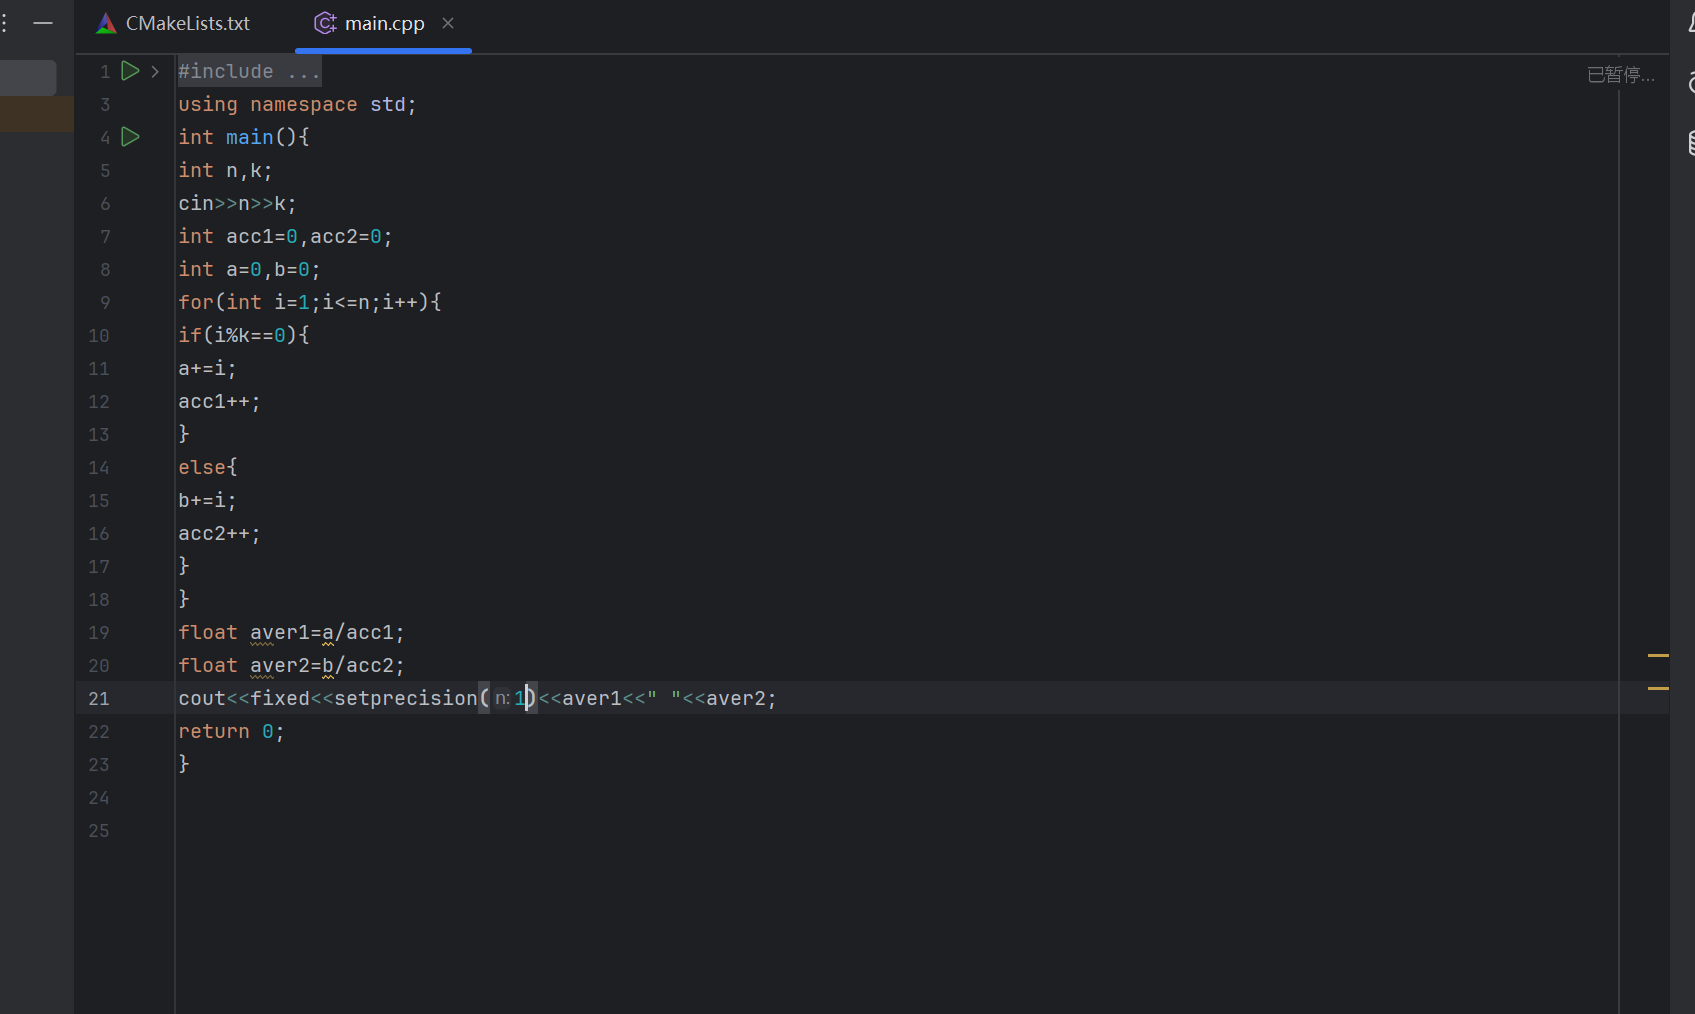 CMakeLists.txt
main.cpp
1 #include ...
已暂停...
3 using namespace std;
4 int main(){
5 int n,k;
6 cin>>n>>k;
7 int acc1=0,acc2=0;
8 int a=0,b=0;
9 for(int i=1;i<=n;i++){
10 if(i%k==0){
11 a+=i;
12 acc1++;
13 }
14 else{
15 b+=i;
16 acc2++;
17 }
18 }
19 float aver1=a/acc1;
20 float aver2=b/acc2;
21 cout<<fixed<<setprecision(n:1)<<aver1<<" "<<aver2;
22 return 0;
23 }
24
25